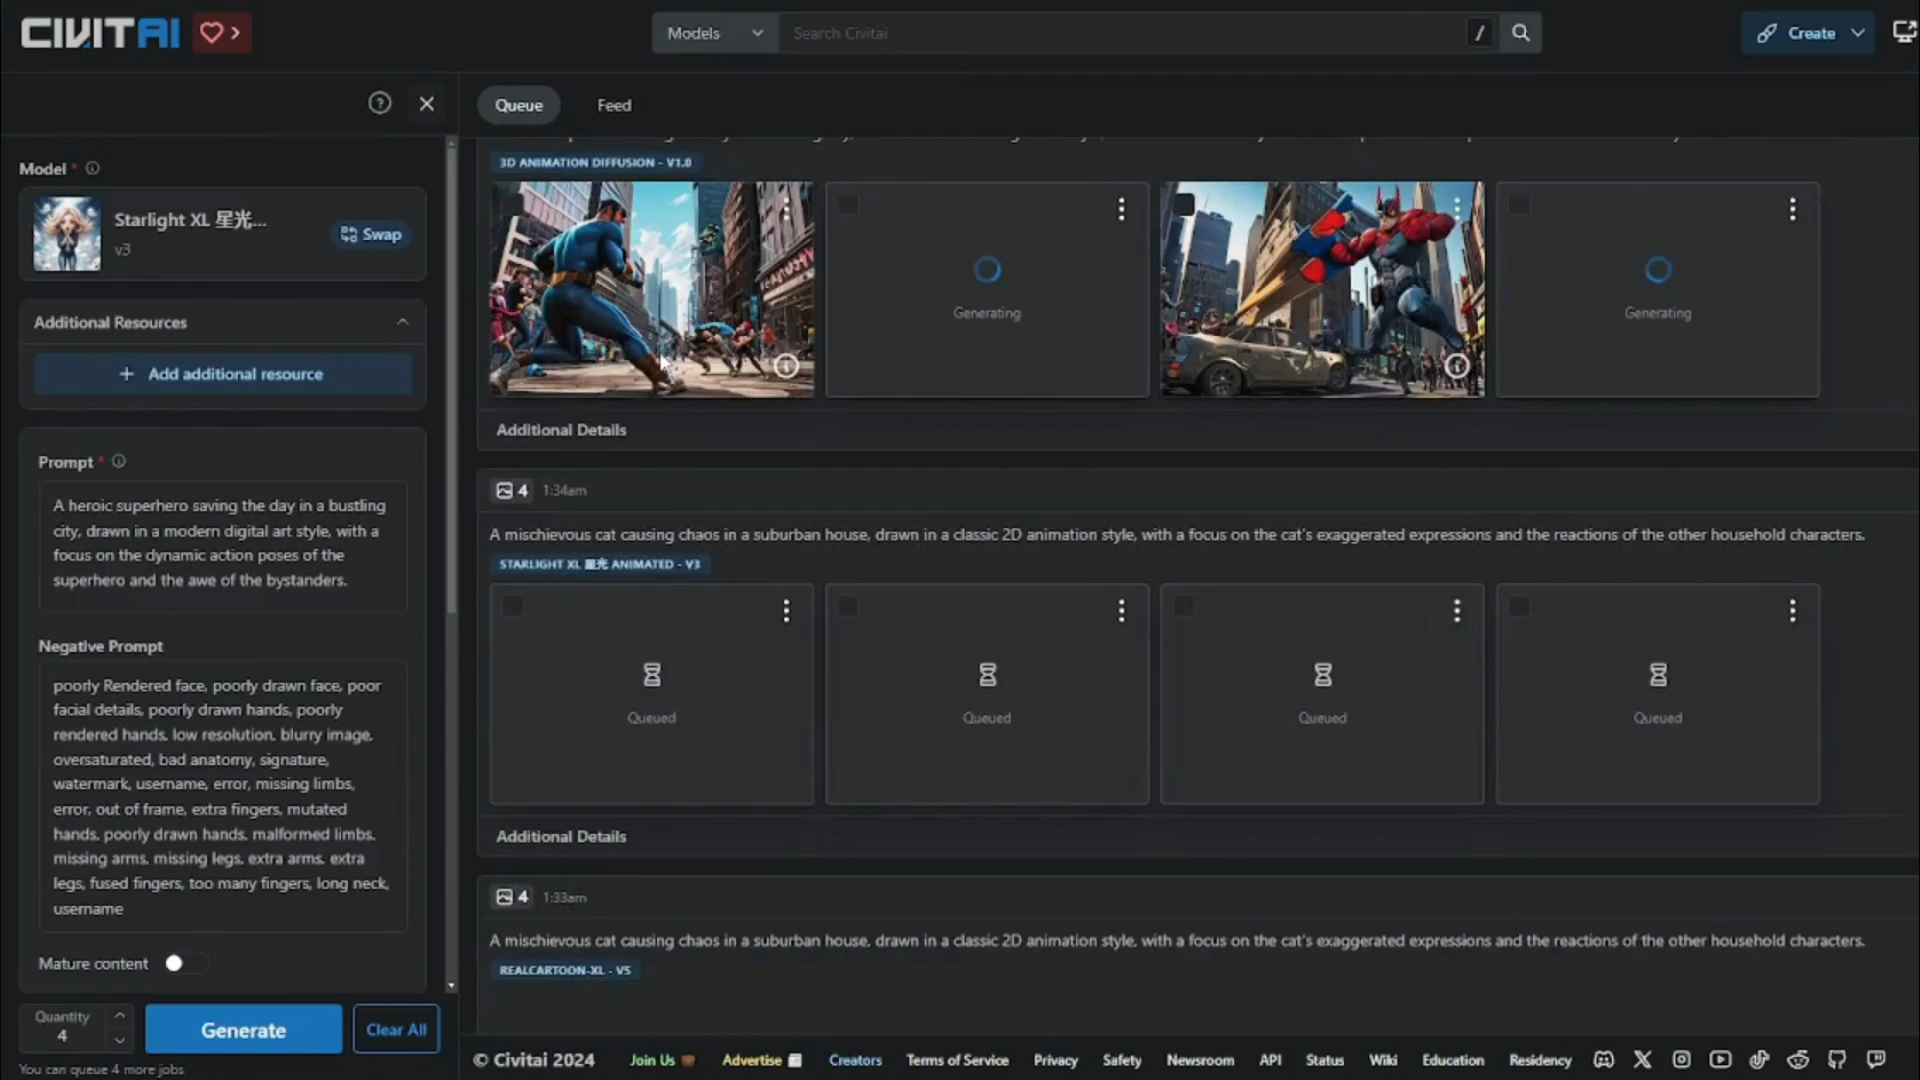 CIVITAI
Models
Search Civitai
/
Create
Queue
Feed
Model *
Starlight XL 星光...
v3
Swap
Additional Resources
+ Add additional resource
Prompt *
A heroic superhero saving the day in a bustling
city, drawn in a modern digital art style, with a
focus on the dynamic action poses of the
superhero and the awe of the bystanders.
Negative Prompt
poorly Rendered face, poorly drawn face, poor
facial details, poorly drawn hands, poorly
rendered hands, low resolution, blurry image,
oversaturated, bad anatomy, signature,
watermark, username, error, missing limbs,
error, out of frame, extra fingers, mutated
hands, poorly drawn hands, malformed limbs,
missing arms, missing legs, extra arms, extra
legs, fused fingers, too many fingers, long neck,
username
Mature content
Quantity
4
Generate
Clear All
You can queue 4 more jobs
3D ANIMATION DIFFUSION - V1.0
Generating
Generating
Additional Details
4 1:34am
A mischievous cat causing chaos in a suburban house, drawn in a classic 2D animation style, with a focus on the cat's exaggerated expressions and the reactions of the other household characters.
STARLIGHT XL 星光 ANIMATED - V3
Queued
Queued
Queued
Queued
Additional Details
4 1:33am
A mischievous cat causing chaos in a suburban house, drawn in a classic 2D animation style, with a focus on the cat's exaggerated expressions and the reactions of the other household characters.
REALCARTOON-XL - V5
© Civitai 2024
Join Us
Advertise
Creators
Terms of Service
Privacy
Safety
Newsroom
API
Status
Wiki
Education
Residency